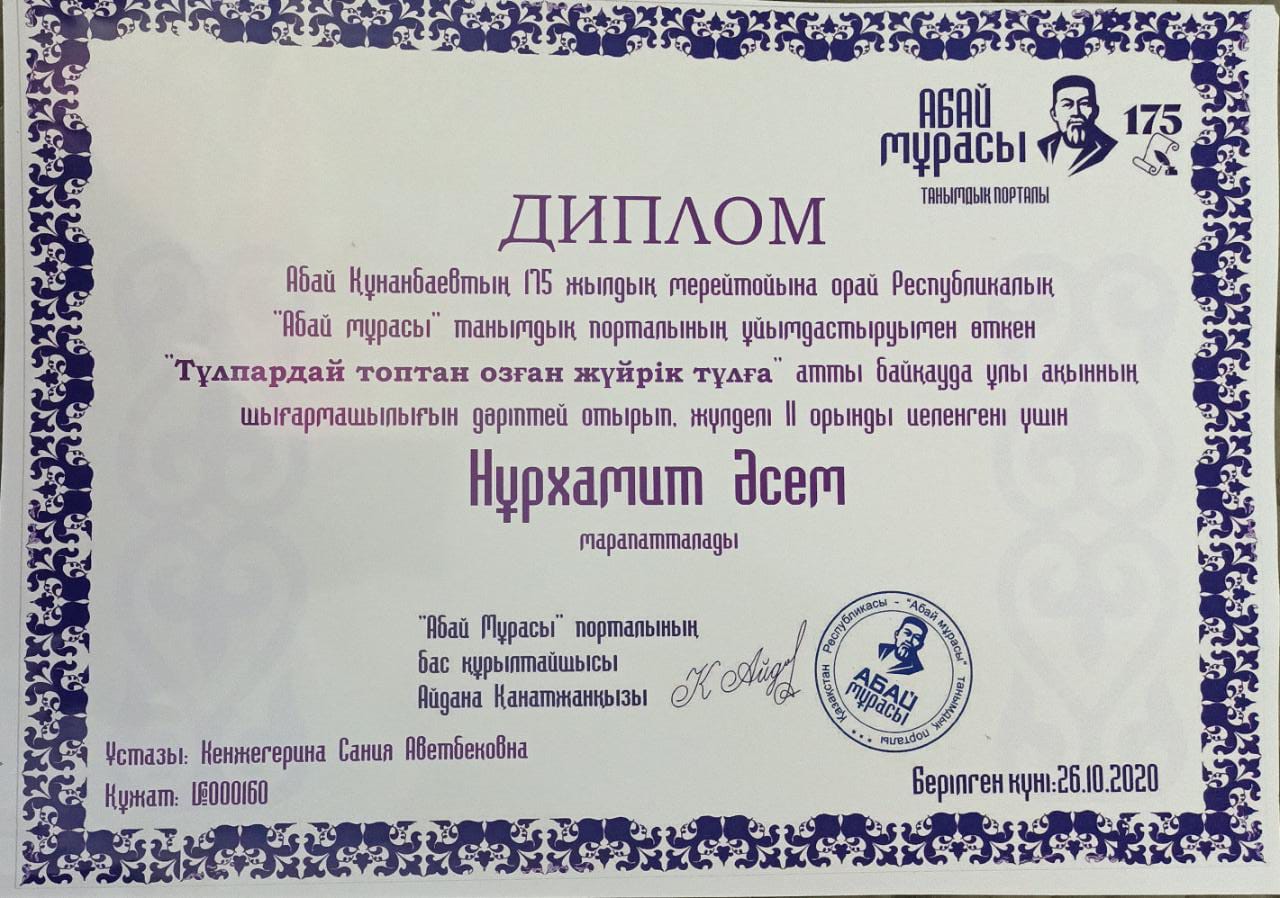 АБАЙ
МҰРАСЫ
175
ТАНЫМДЫҚ ПОРТАЛЫ
ДИПЛОМ
Абай Құнанбаевтың 175 жылдық мерейтойына орай Республикалық
"Абай мұрасы" танымдық порталының ұйымдастыруымен өткен
"Тұлпардай топтан озған жүйрік тұлға" атты байқауда ұлы ақынның
шығармашылығын дәріптей отырып, жүлделі II орынды иеленгені үшін
Нұрхамит Әсем
марапатталады
"Абай Мұрасы" порталының
бас құрылтайшысы
Айдана Қанатжанқызы
К Айд
Қазақстан Республикасы - "Абай мұрасы" танымдық порталы ***
АБАЙ
МҰРАСЫ
Ұстазы: Кенжегерина Сания Аветбековна
Құжат: №000160
Берілген күні:26.10.2020